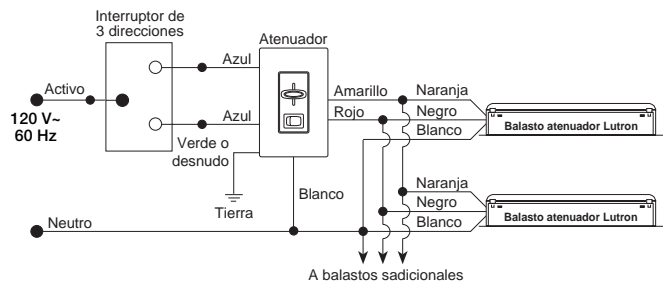 Interruptor de
3 direcciones
Atenuador
Activo
120 V~
60 Hz
Azul
Azul
Verde o
desnudo
Tierra
Blanco
Neutro
Amarillo
Rojo
Naranja
Negro
Blanco
Balasto atenuador Lutron
Naranja
Negro
Blanco
Balasto atenuador Lutron
A balastos sadicionales